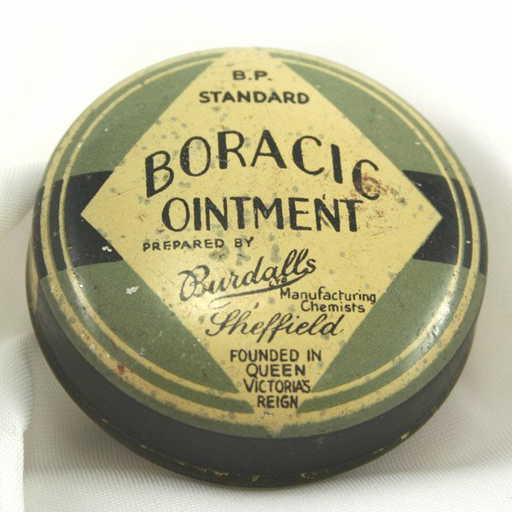 B.P.
STANDARD
BORACIC
OINTMENT
PREPARED BY
Burdalls
Manufacturing
Chemists
Sheffield
FOUNDED IN
QUEEN
VICTORIA'S
REIGN